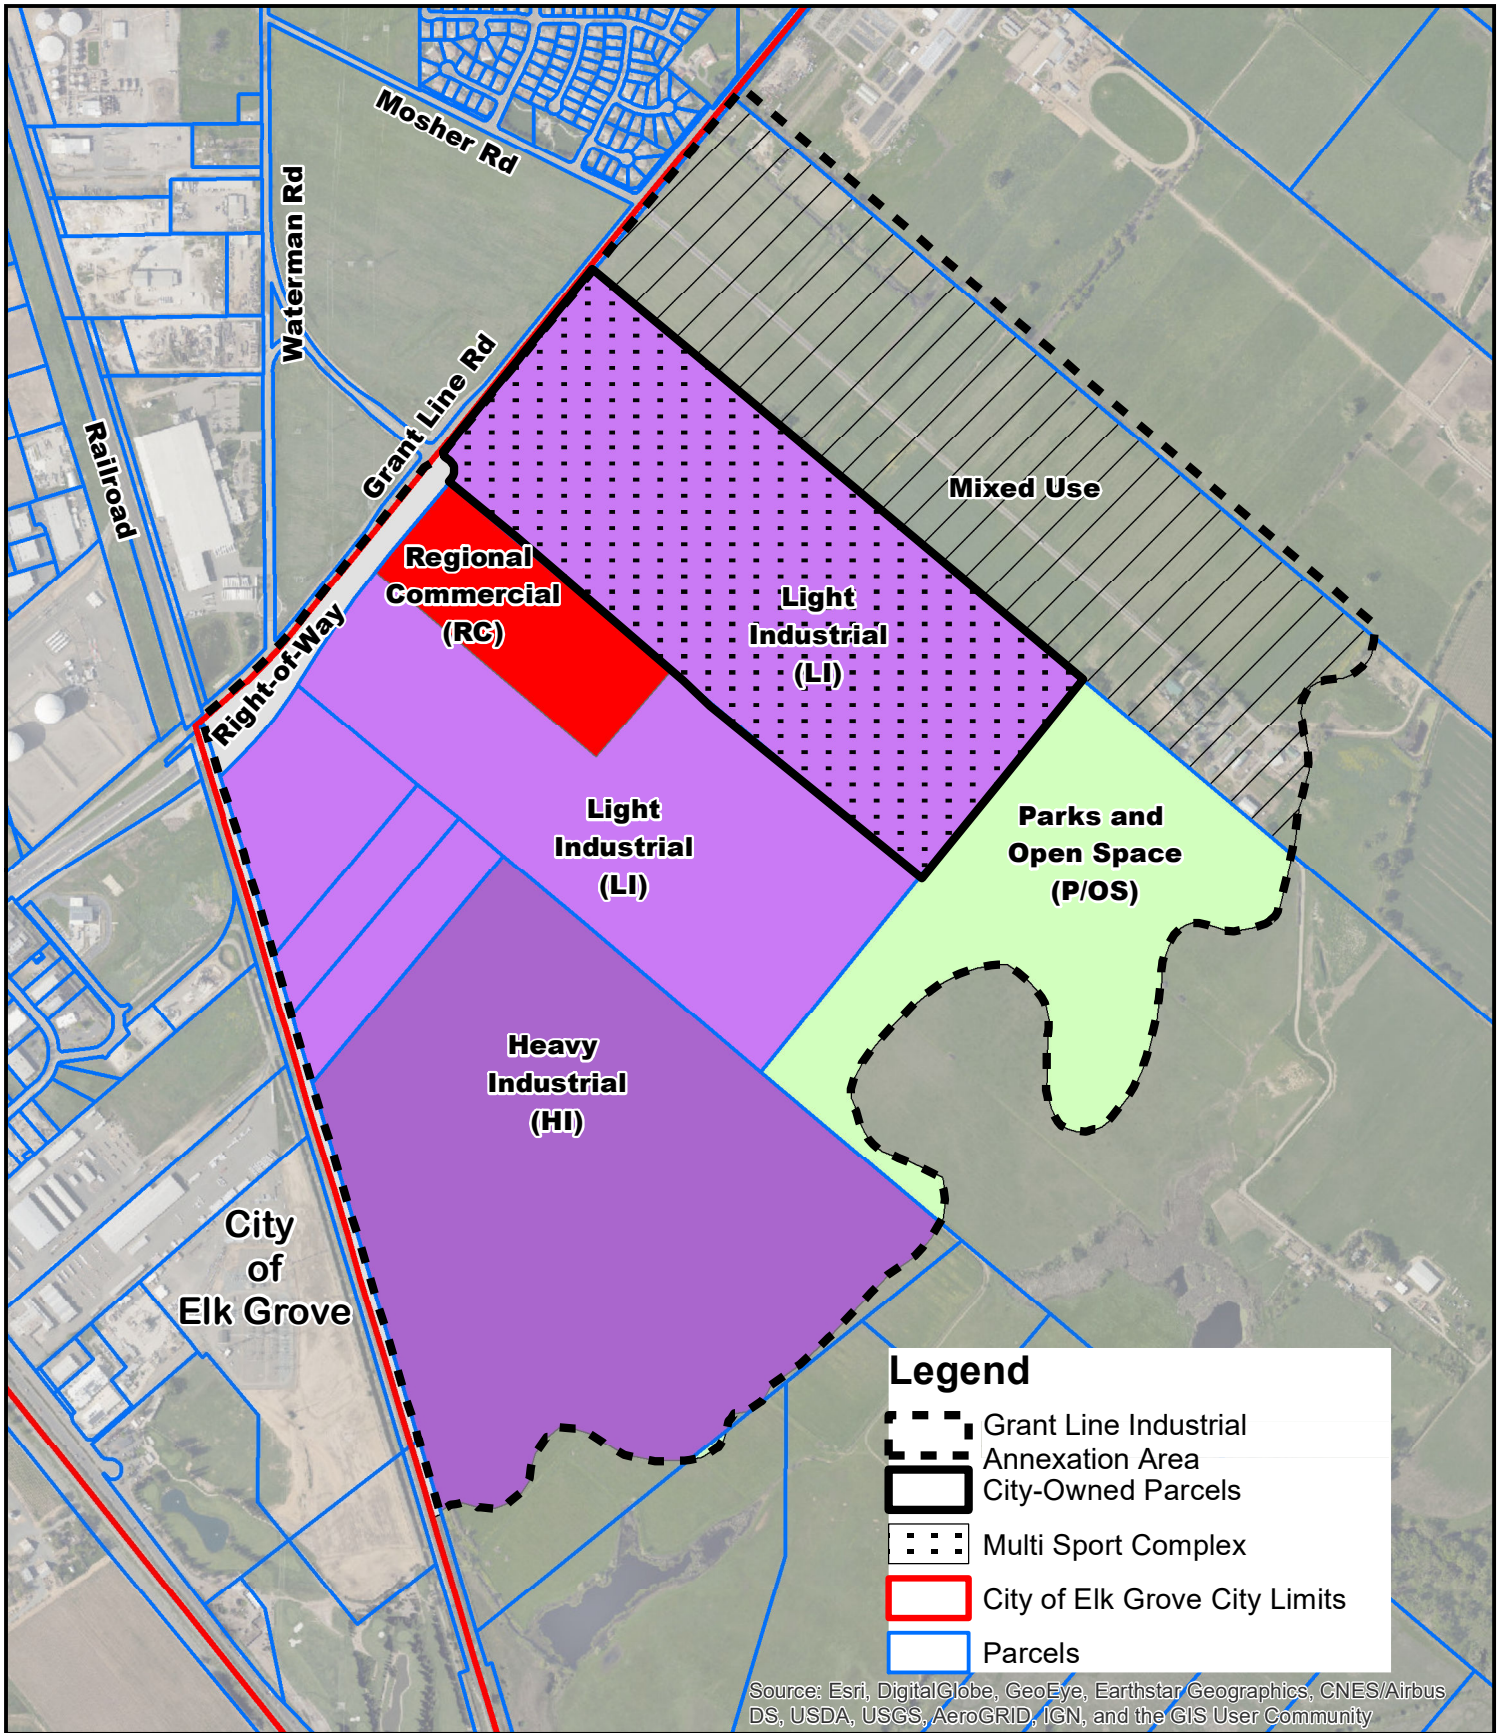 Mosher Rd
Waterman Rd
Grant Line Rd
Railroad
Mixed Use
Regional
Commercial
(RC)
Light
Industrial
(LI)
Right-of-Way
Light
Industrial
(LI)
Parks and
Open Space
(P/OS)
Heavy
Industrial
(HI)
City
of
Elk Grove
Legend
Grant Line Industrial
Annexation Area
City-Owned Parcels
Multi Sport Complex
City of Elk Grove City Limits
Parcels
Source: Esri, DigitalGlobe, GeoEye, Earthstar Geographics, CNES/Airbus
DS, USDA, USGS, AeroGRID, IGN, and the GIS User Community